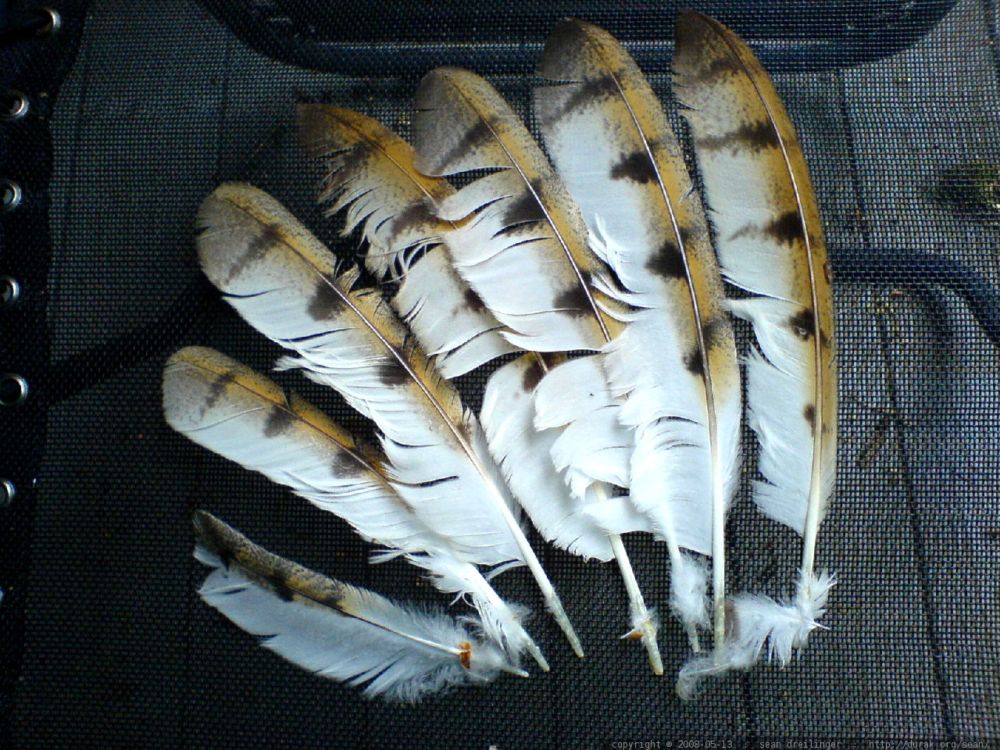 copyright © 2008-05-13 : sean dreilinger : http://durak.org/sean/